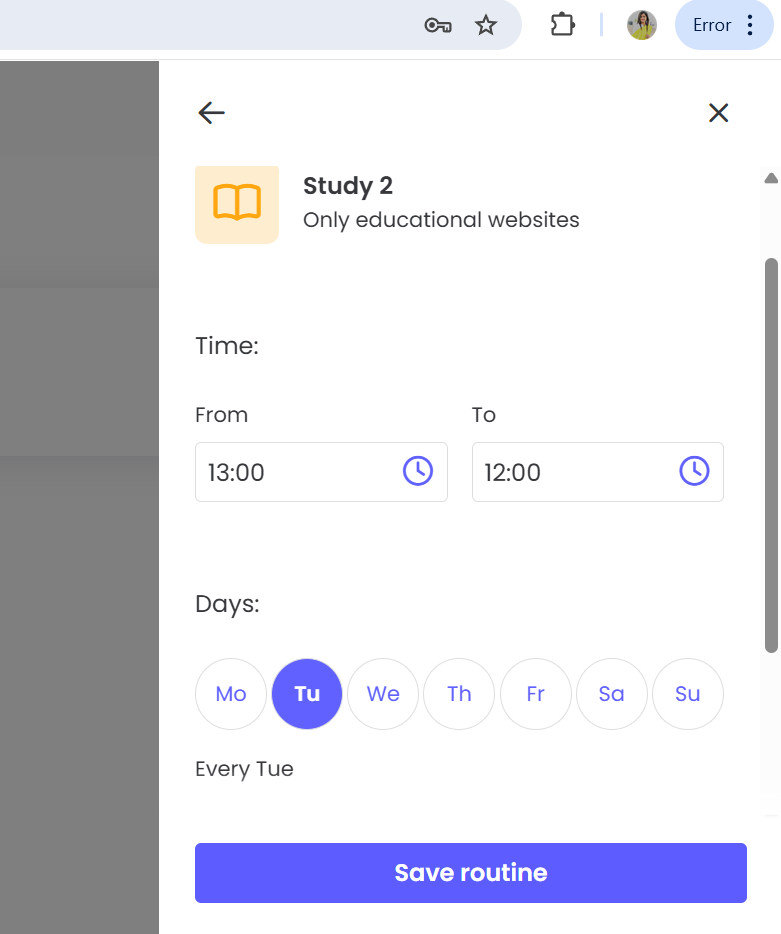 Error
Study 2
Only educational websites
Time:
From To
13:00 12:00
Days:
Mo Tu We Th Fr Sa Su
Every Tue
Save routine